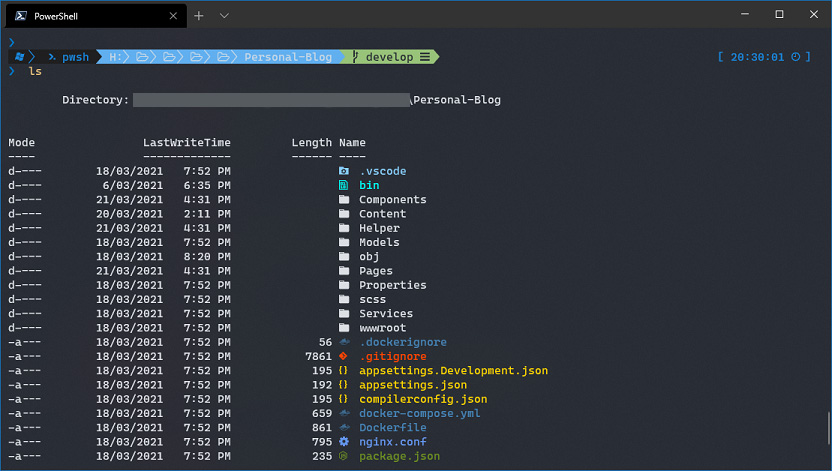 PowerShell
pwsh H: Personal-Blog develop [ 20:30:01 ]
ls
Directory: \Personal-Blog
Mode LastWriteTime Length Name
---- ------------- ------ ----
d---- 18/03/2021 7:52 PM .vscode
d---- 6/03/2021 6:35 PM bin
d---- 21/03/2021 4:31 PM Components
d---- 20/03/2021 2:11 PM Content
d---- 21/03/2021 4:31 PM Helper
d---- 18/03/2021 7:52 PM Models
d---- 18/03/2021 8:20 PM obj
d---- 21/03/2021 4:31 PM Pages
d---- 18/03/2021 7:52 PM Properties
d---- 18/03/2021 7:52 PM scss
d---- 18/03/2021 7:52 PM Services
d---- 18/03/2021 7:52 PM wwwroot
-a--- 18/03/2021 7:52 PM 56 .dockerignore
-a--- 18/03/2021 7:52 PM 7861 .gitignore
-a--- 18/03/2021 7:52 PM 195 appsettings.Development.json
-a--- 18/03/2021 7:52 PM 192 appsettings.json
-a--- 18/03/2021 7:52 PM 195 compilerconfig.json
-a--- 18/03/2021 7:52 PM 659 docker-compose.yml
-a--- 18/03/2021 7:52 PM 861 Dockerfile
-a--- 18/03/2021 7:52 PM 795 nginx.conf
-a--- 18/03/2021 7:52 PM 235 package.json